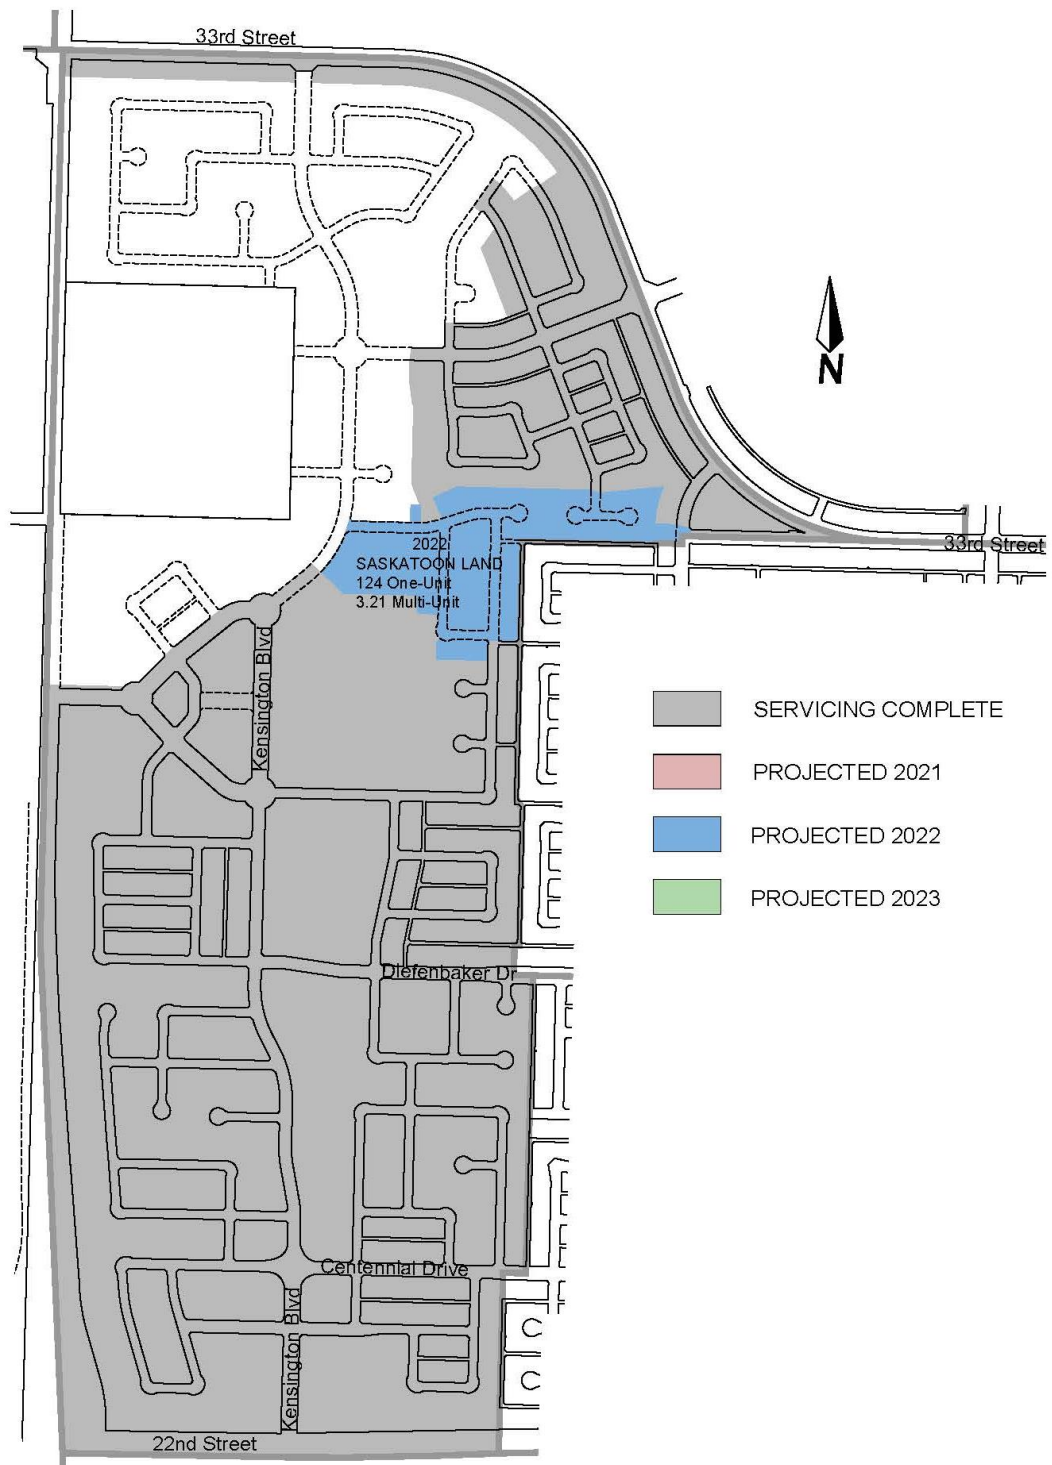 33rd Street
N
33rd Street
2022
SASKATOON LAND
124 One-Unit
3.21 Multi-Unit
Kensington Blvd
SERVICING COMPLETE
PROJECTED 2021
PROJECTED 2022
PROJECTED 2023
Diefenbaker Dr
Centennial Drive
Kensington Blvd
22nd Street